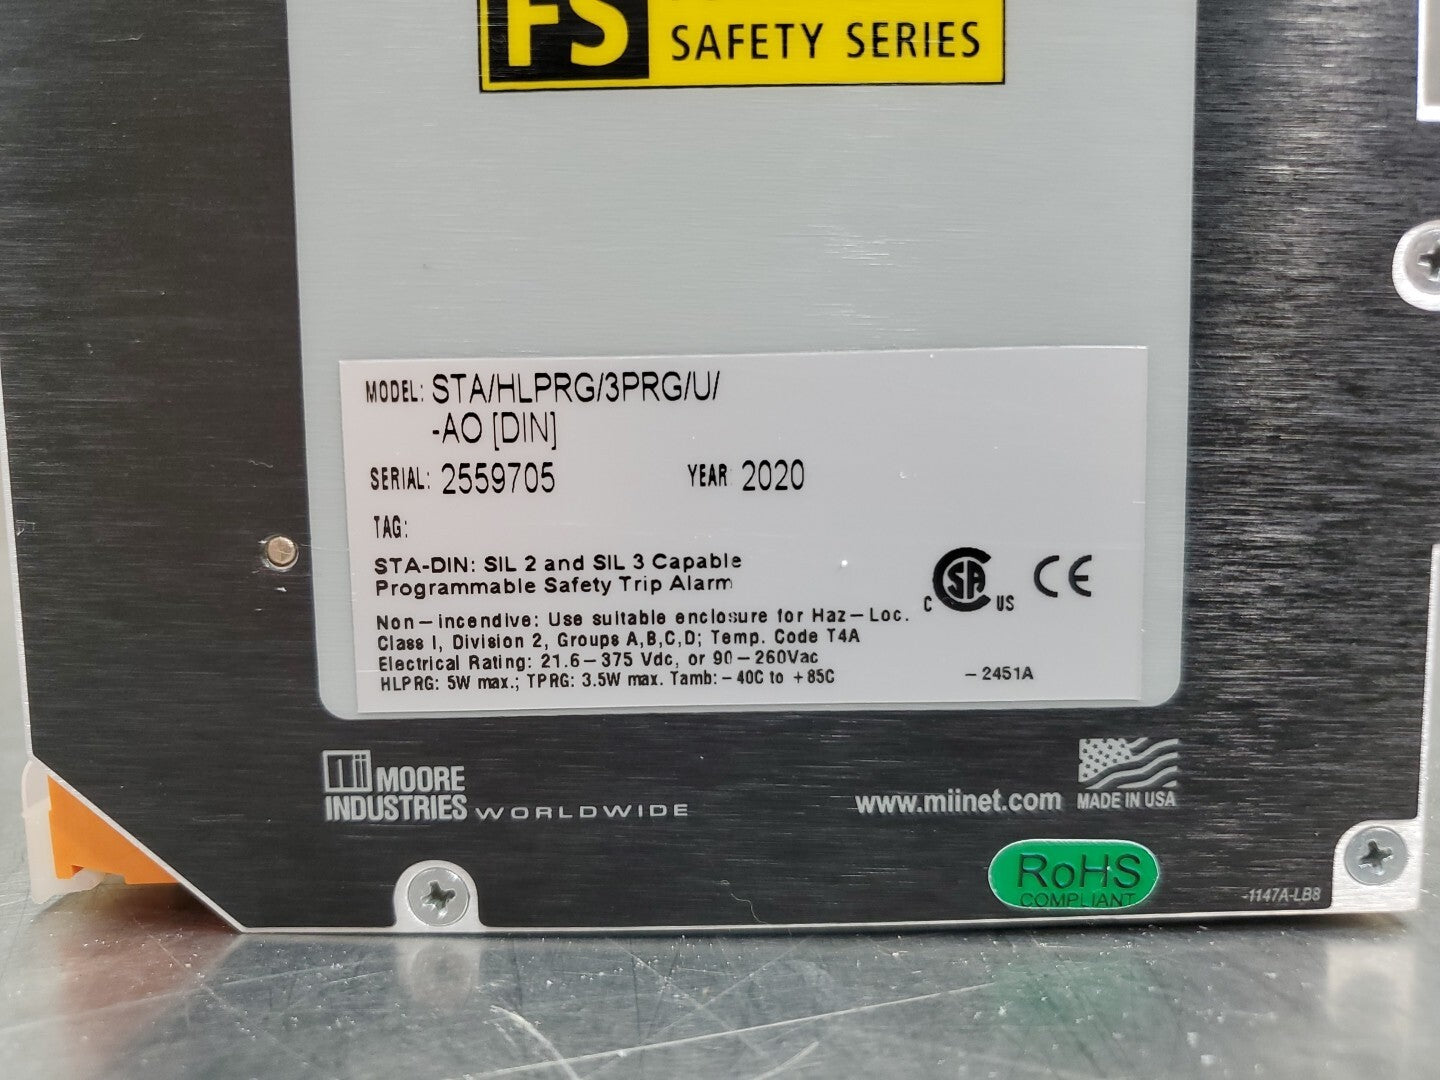 FS
SAFETY SERIES
MODEL: STA/HLPRG/3PRG/U/
-AO [DIN]
SERIAL: 2559705 YEAR: 2020
TAG:
STA-DIN: SIL 2 and SIL 3 Capable
Programmable Safety Trip Alarm
Non-incendive: Use suitable enclosure for Haz-Loc.
Class I, Division 2, Groups A,B,C,D; Temp. Code T4A
Electrical Rating: 21.6-375 Vdc, or 90-260Vac
HLPRG: 5W max.; TPRG: 3.5W max. Tamb: -40C to +85C
-2451A
C SA US
CE
MOORE
INDUSTRIES WORLDWIDE
www.miinet.com
MADE IN USA
RoHS
COMPLIANT
-1147A-LB8